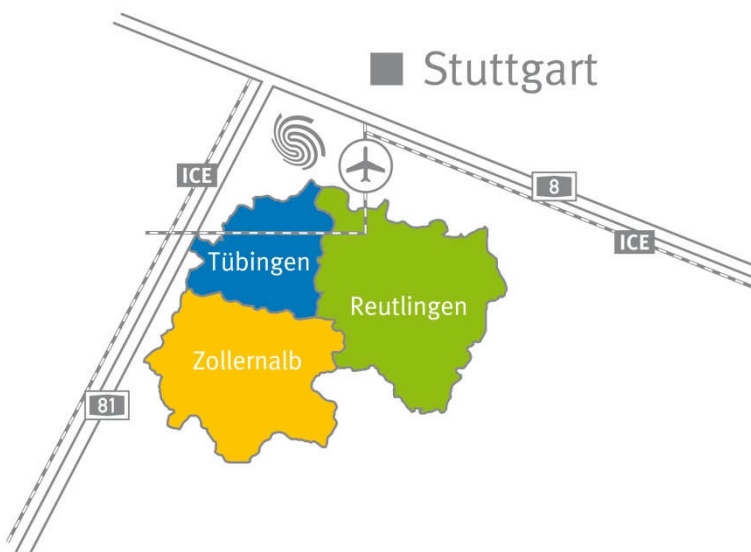 Stuttgart
ICE
8
ICE
Tübingen
Reutlingen
Zollernalb
81